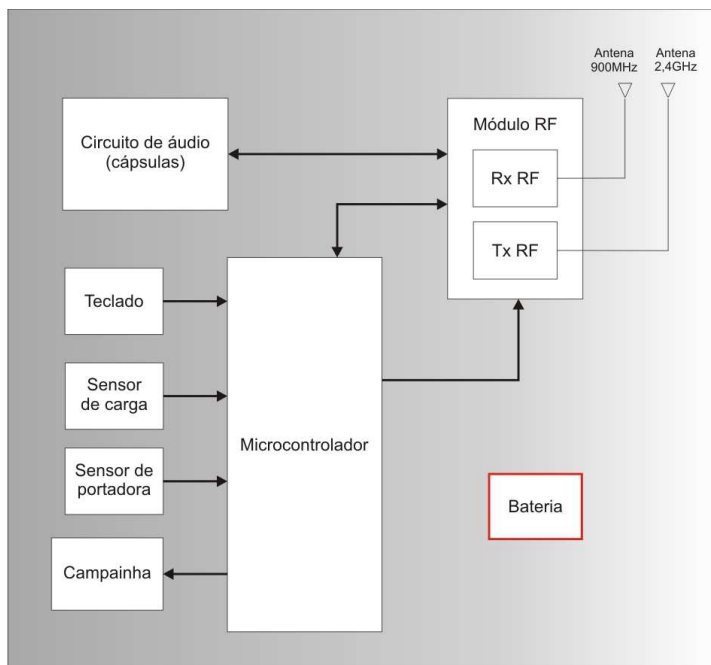 Antena
900MHz
Antena
2,4GHz
Circuito de áudio
(cápsulas)
Módulo RF
Rx RF
Tx RF
Teclado
Sensor
de carga
Microcontrolador
Sensor de
portadora
Bateria
Campainha